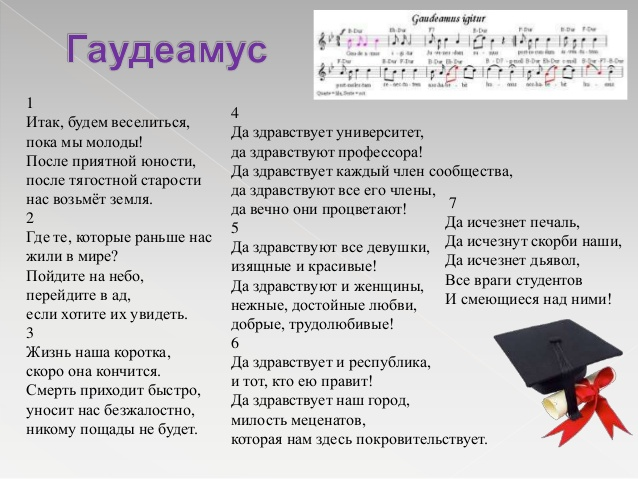 Гаудеамус
Gaudeamus igitur
1
Итак, будем веселиться,
пока мы молоды!
После приятной юности,
после тягостной старости
нас возьмёт земля.
2
Где те, которые раньше нас
жили в мире?
Пойдите на небо,
перейдите в ад,
если хотите их увидеть.
3
Жизнь наша коротка,
скоро она кончится.
Смерть приходит быстро,
уносит нас безжалостно,
никому пощады не будет.
4
Да здравствует университет,
да здравствуют профессора!
Да здравствует каждый член сообщества,
да здравствуют все его члены,
да вечно они процветают!
5
Да здравствуют все девушки,
изящные и красивые!
Да здравствуют и женщины,
нежные, достойные любви,
добрые, трудолюбивые!
6
Да здравствует и республика,
и тот, кто ею правит!
Да здравствует наш город,
милость меценатов,
которая нам здесь покровительствует.
7
Да исчезнет печаль,
Да исчезнут скорби наши,
Да исчезнет дьявол,
Все враги студентов
И смеющиеся над ними!